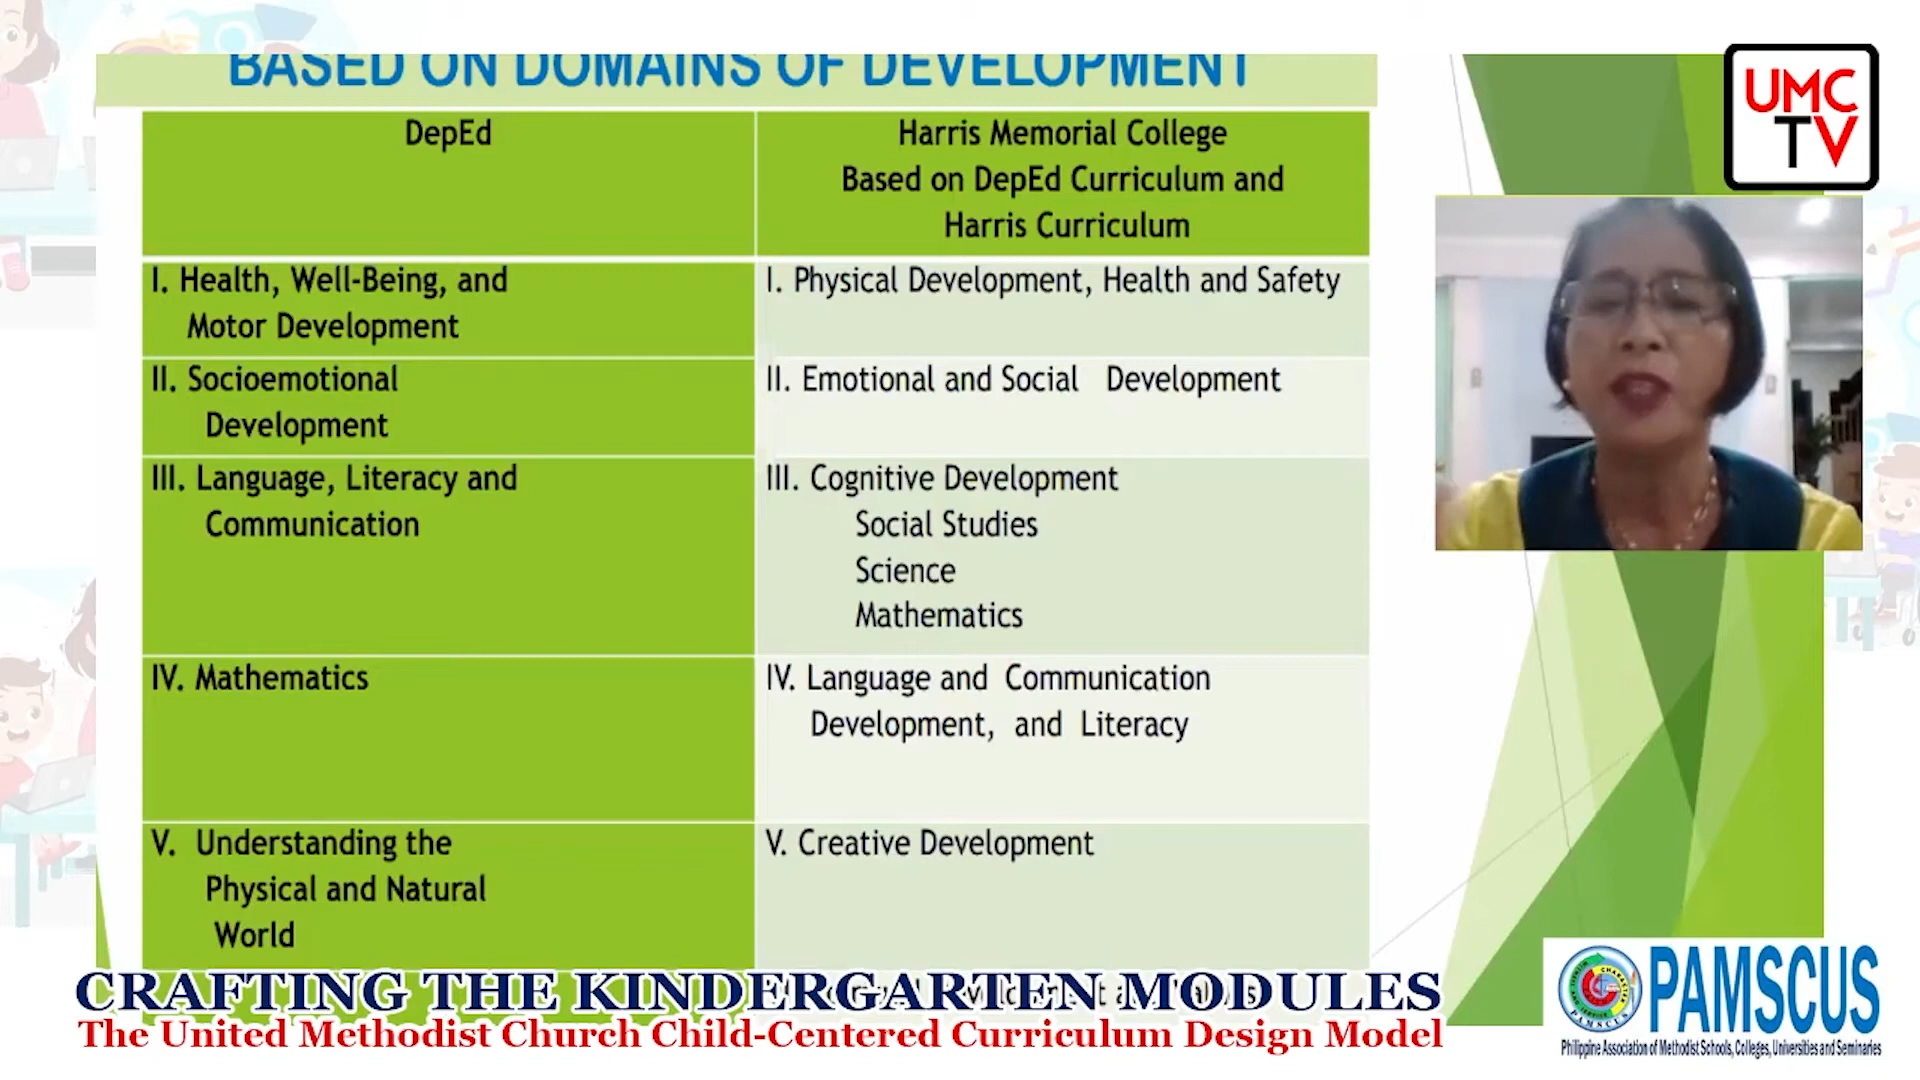 BASED ON DOMAINS OF DEVELOPMENT
DepEd
Harris Memorial College
Based on DepEd Curriculum and
Harris Curriculum
I. Health, Well-Being, and
Motor Development
I. Physical Development, Health and Safety
II. Socioemotional
Development
II. Emotional and Social Development
III. Language, Literacy and
Communication
III. Cognitive Development
Social Studies
Science
Mathematics
IV. Mathematics
IV. Language and Communication
Development, and Literacy
V. Understanding the
Physical and Natural
World
V. Creative Development
UMC
TV
CRAFTING THE KINDERGARTEN MODULES
The United Methodist Church Child-Centered Curriculum Design Model
PAMSCUS
Philippine Association of Methodist Schools, Colleges, Universities and Seminaries